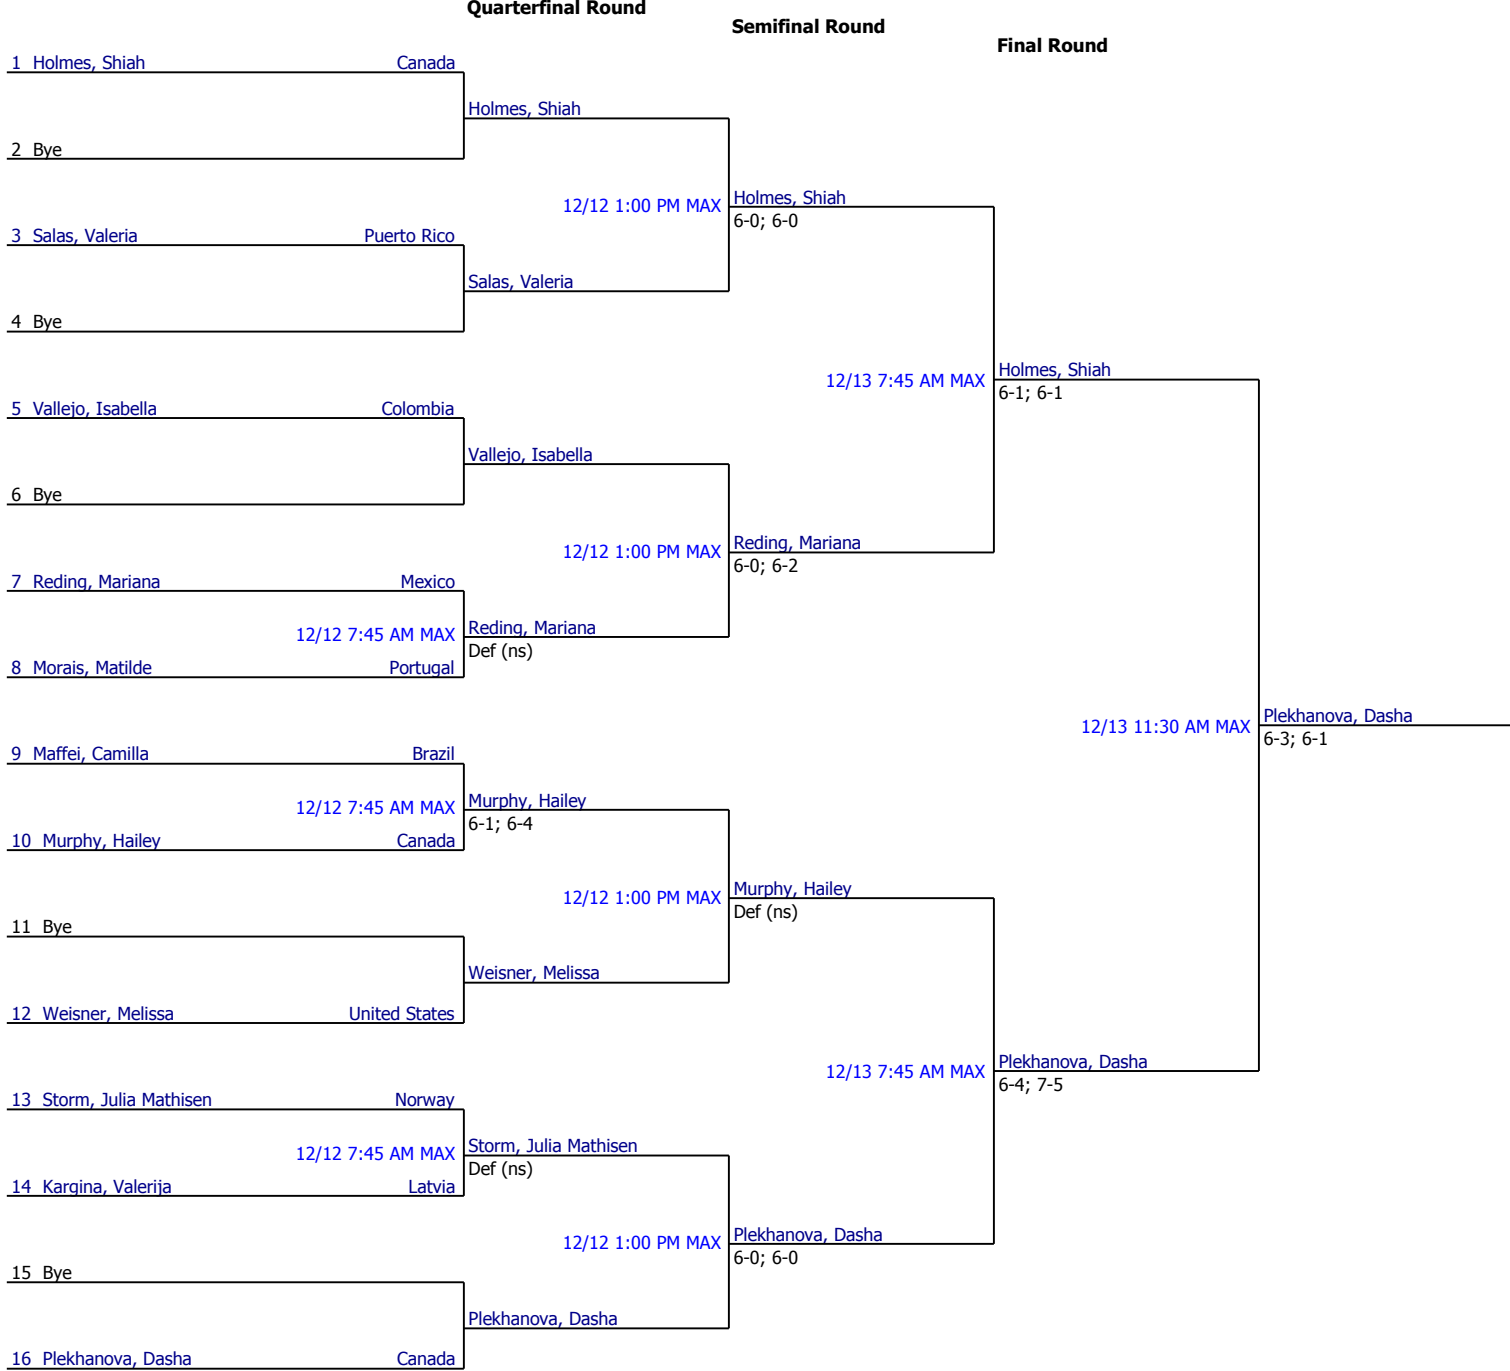 Quarterfinal Round
Semifinal Round
Final Round
1 Holmes, Shiah Canada
Holmes, Shiah
2 Bye
12/12 1:00 PM MAX Holmes, Shiah
6-0; 6-0
3 Salas, Valeria Puerto Rico
Salas, Valeria
4 Bye
12/13 7:45 AM MAX Holmes, Shiah
6-1; 6-1
5 Vallejo, Isabella Colombia
Vallejo, Isabella
6 Bye
12/12 1:00 PM MAX Reding, Mariana
6-0; 6-2
7 Reding, Mariana Mexico
12/12 7:45 AM MAX Reding, Mariana
Def (ns)
8 Morais, Matilde Portugal
12/13 11:30 AM MAX Plekhanova, Dasha
6-3; 6-1
9 Maffei, Camilla Brazil
12/12 7:45 AM MAX Murphy, Hailey
6-1; 6-4
10 Murphy, Hailey Canada
12/12 1:00 PM MAX Murphy, Hailey
Def (ns)
11 Bye
Weisner, Melissa
12 Weisner, Melissa United States
12/13 7:45 AM MAX Plekhanova, Dasha
6-4; 7-5
13 Storm, Julia Mathisen Norway
12/12 7:45 AM MAX Storm, Julia Mathisen
Def (ns)
14 Kargina, Valerija Latvia
12/12 1:00 PM MAX Plekhanova, Dasha
6-0; 6-0
15 Bye
Plekhanova, Dasha
16 Plekhanova, Dasha Canada